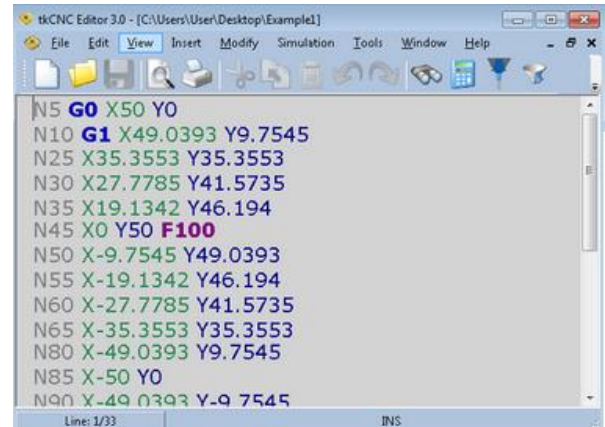 tkCNC Editor 3.0 - [C:\Users\User\Desktop\Example1]
File Edit View Insert Modify Simulation Tools Window Help
N5 G0 X50 Y0
N10 G1 X49.0393 Y9.7545
N25 X35.3553 Y35.3553
N30 X27.7785 Y41.5735
N35 X19.1342 Y46.194
N45 X0 Y50 F100
N50 X-9.7545 Y49.0393
N55 X-19.1342 Y46.194
N60 X-27.7785 Y41.5735
N65 X-35.3553 Y35.3553
N80 X-49.0393 Y9.7545
N85 X-50 Y0
N90 X-49.0393 Y-9.7545
Line: 1/33 INS